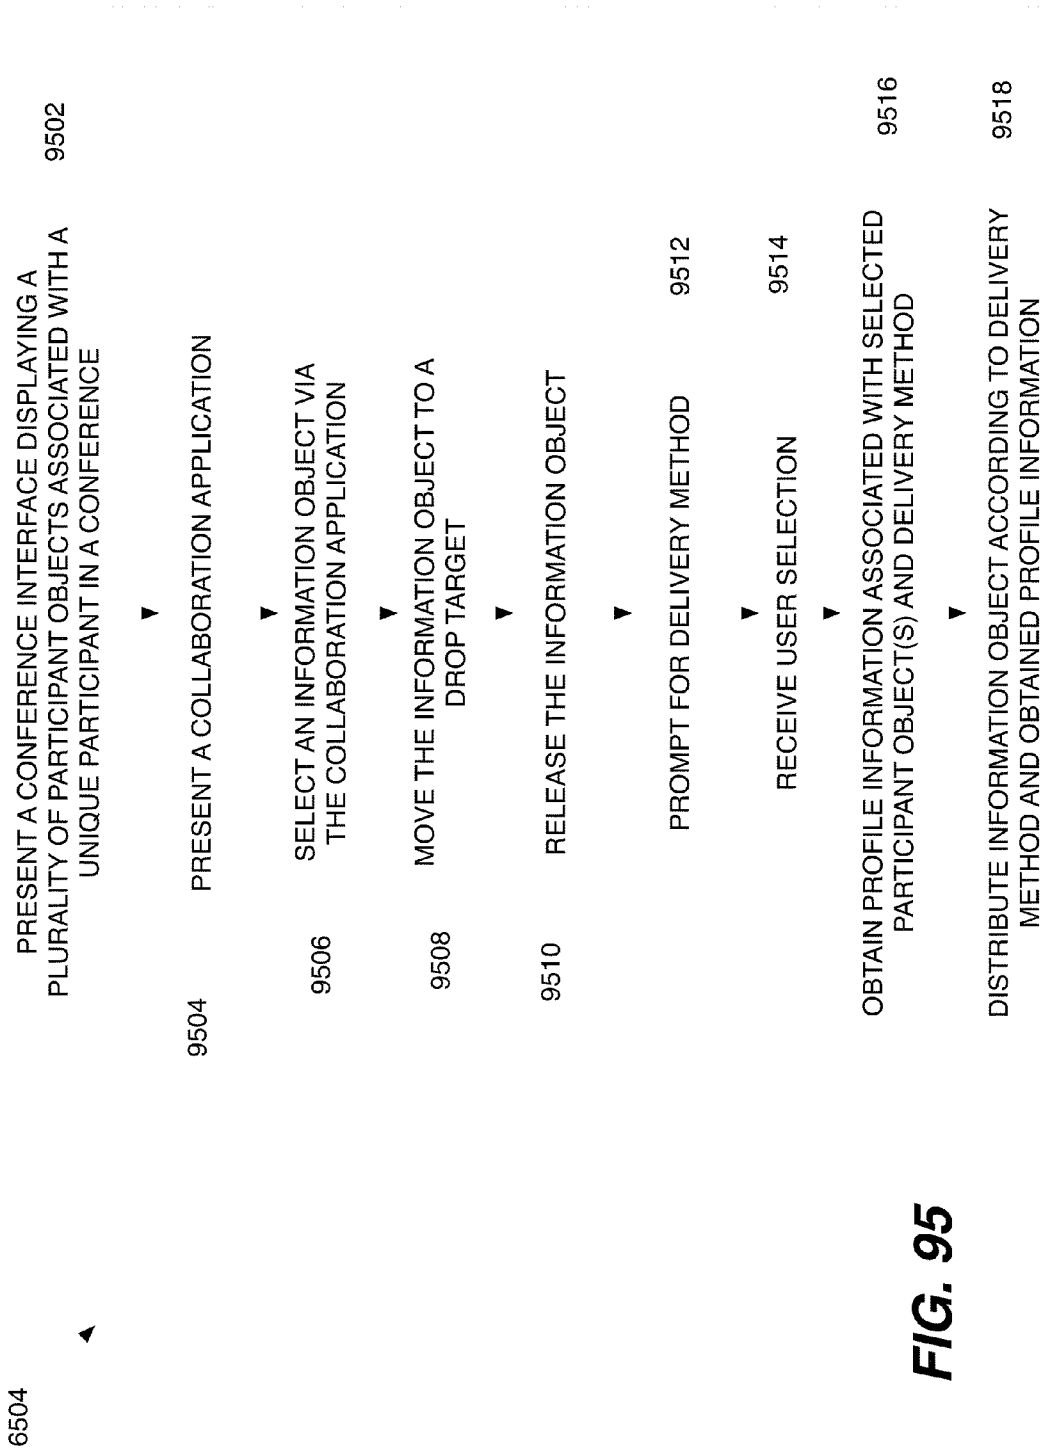 6504
PRESENT A CONFERENCE INTERFACE DISPLAYING A
PLURALITY OF PARTICIPANT OBJECTS ASSOCIATED WITH A
UNIQUE PARTICIPANT IN A CONFERENCE
9502
9504
PRESENT A COLLABORATION APPLICATION
SELECT AN INFORMATION OBJECT VIA
THE COLLABORATION APPLICATION
9506
MOVE THE INFORMATION OBJECT TO A
DROP TARGET
9508
9510
RELEASE THE INFORMATION OBJECT
PROMPT FOR DELIVERY METHOD
9512
RECEIVE USER SELECTION
9514
OBTAIN PROFILE INFORMATION ASSOCIATED WITH SELECTED
PARTICIPANT OBJECT(S) AND DELIVERY METHOD
9516
DISTRIBUTE INFORMATION OBJECT ACCORDING TO DELIVERY
METHOD AND OBTAINED PROFILE INFORMATION
9518
FIG. 95